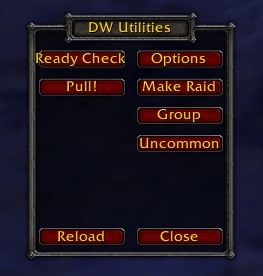 DW Utilities
Ready Check Options
Pull! Make Raid
Group
Uncommon
Reload Close